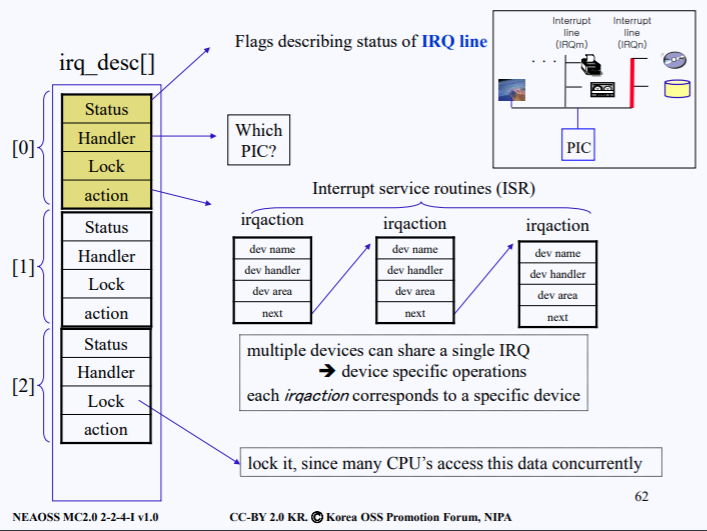 Flags describing status of IRQ line
irq_desc[]
Interrupt
line
(IRQm)
Interrupt
line
(IRQn)
. . .
PIC
[0]
Status
Handler
Lock
action
Which
PIC?
Interrupt service routines (ISR)
[1]
Status
Handler
Lock
action
irqaction
dev name
dev handler
dev area
next
irqaction
dev name
dev handler
dev area
next
irqaction
dev name
dev handler
dev area
next
[2]
Status
Handler
Lock
action
multiple devices can share a single IRQ
➔ device specific operations
each irqaction corresponds to a specific device
lock it, since many CPU's access this data concurrently
62
NEAOSS MC2.0 2-2-4-I v1.0
CC-BY 2.0 KR. © Korea OSS Promotion Forum, NIPA